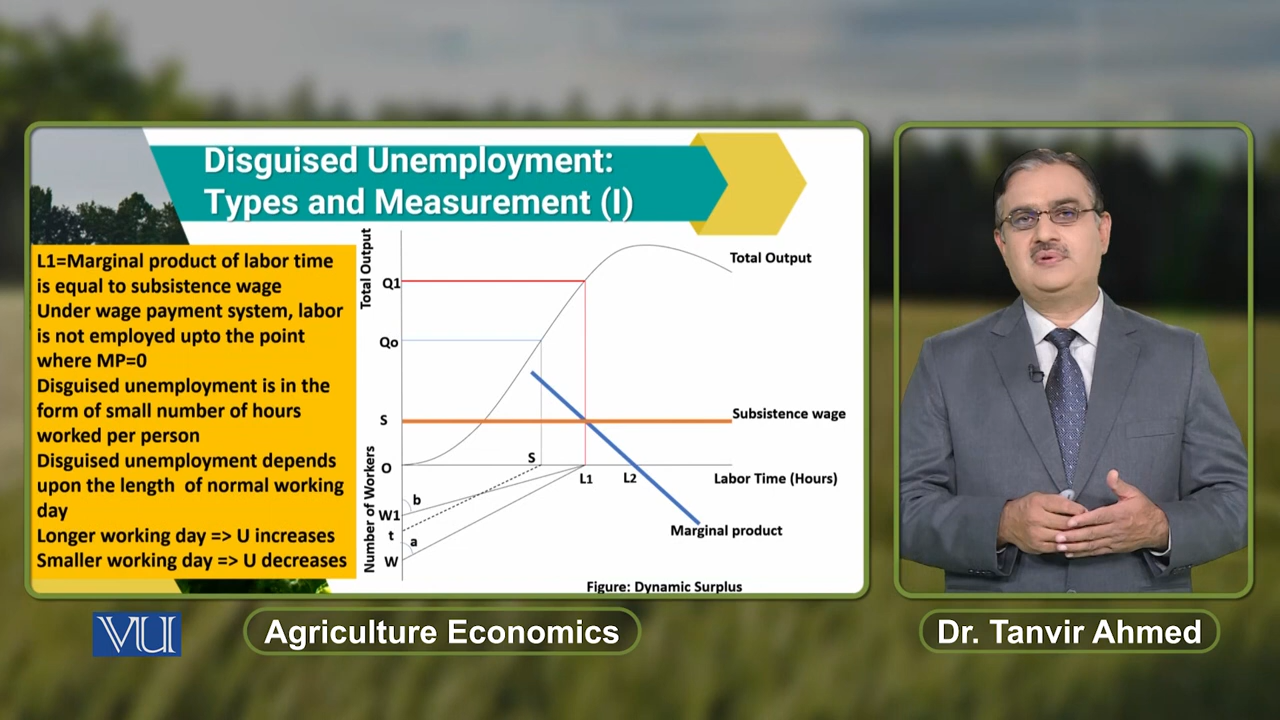 Disguised Unemployment:
Types and Measurement (I)
L1=Marginal product of labor time
is equal to subsistence wage
Under wage payment system, labor
is not employed upto the point
where MP=0
Disguised unemployment is in the
form of small number of hours
worked per person
Disguised unemployment depends
upon the length of normal working
day
Longer working day => U increases
Smaller working day => U decreases
Total Output
Number of Workers
Q1
Qo
S
O
W1
t
W
b
a
S
L1
L2
Total Output
Subsistence wage
Labor Time (Hours)
Marginal product
Figure: Dynamic Surplus
VU
Agriculture Economics
Dr. Tanvir Ahmed